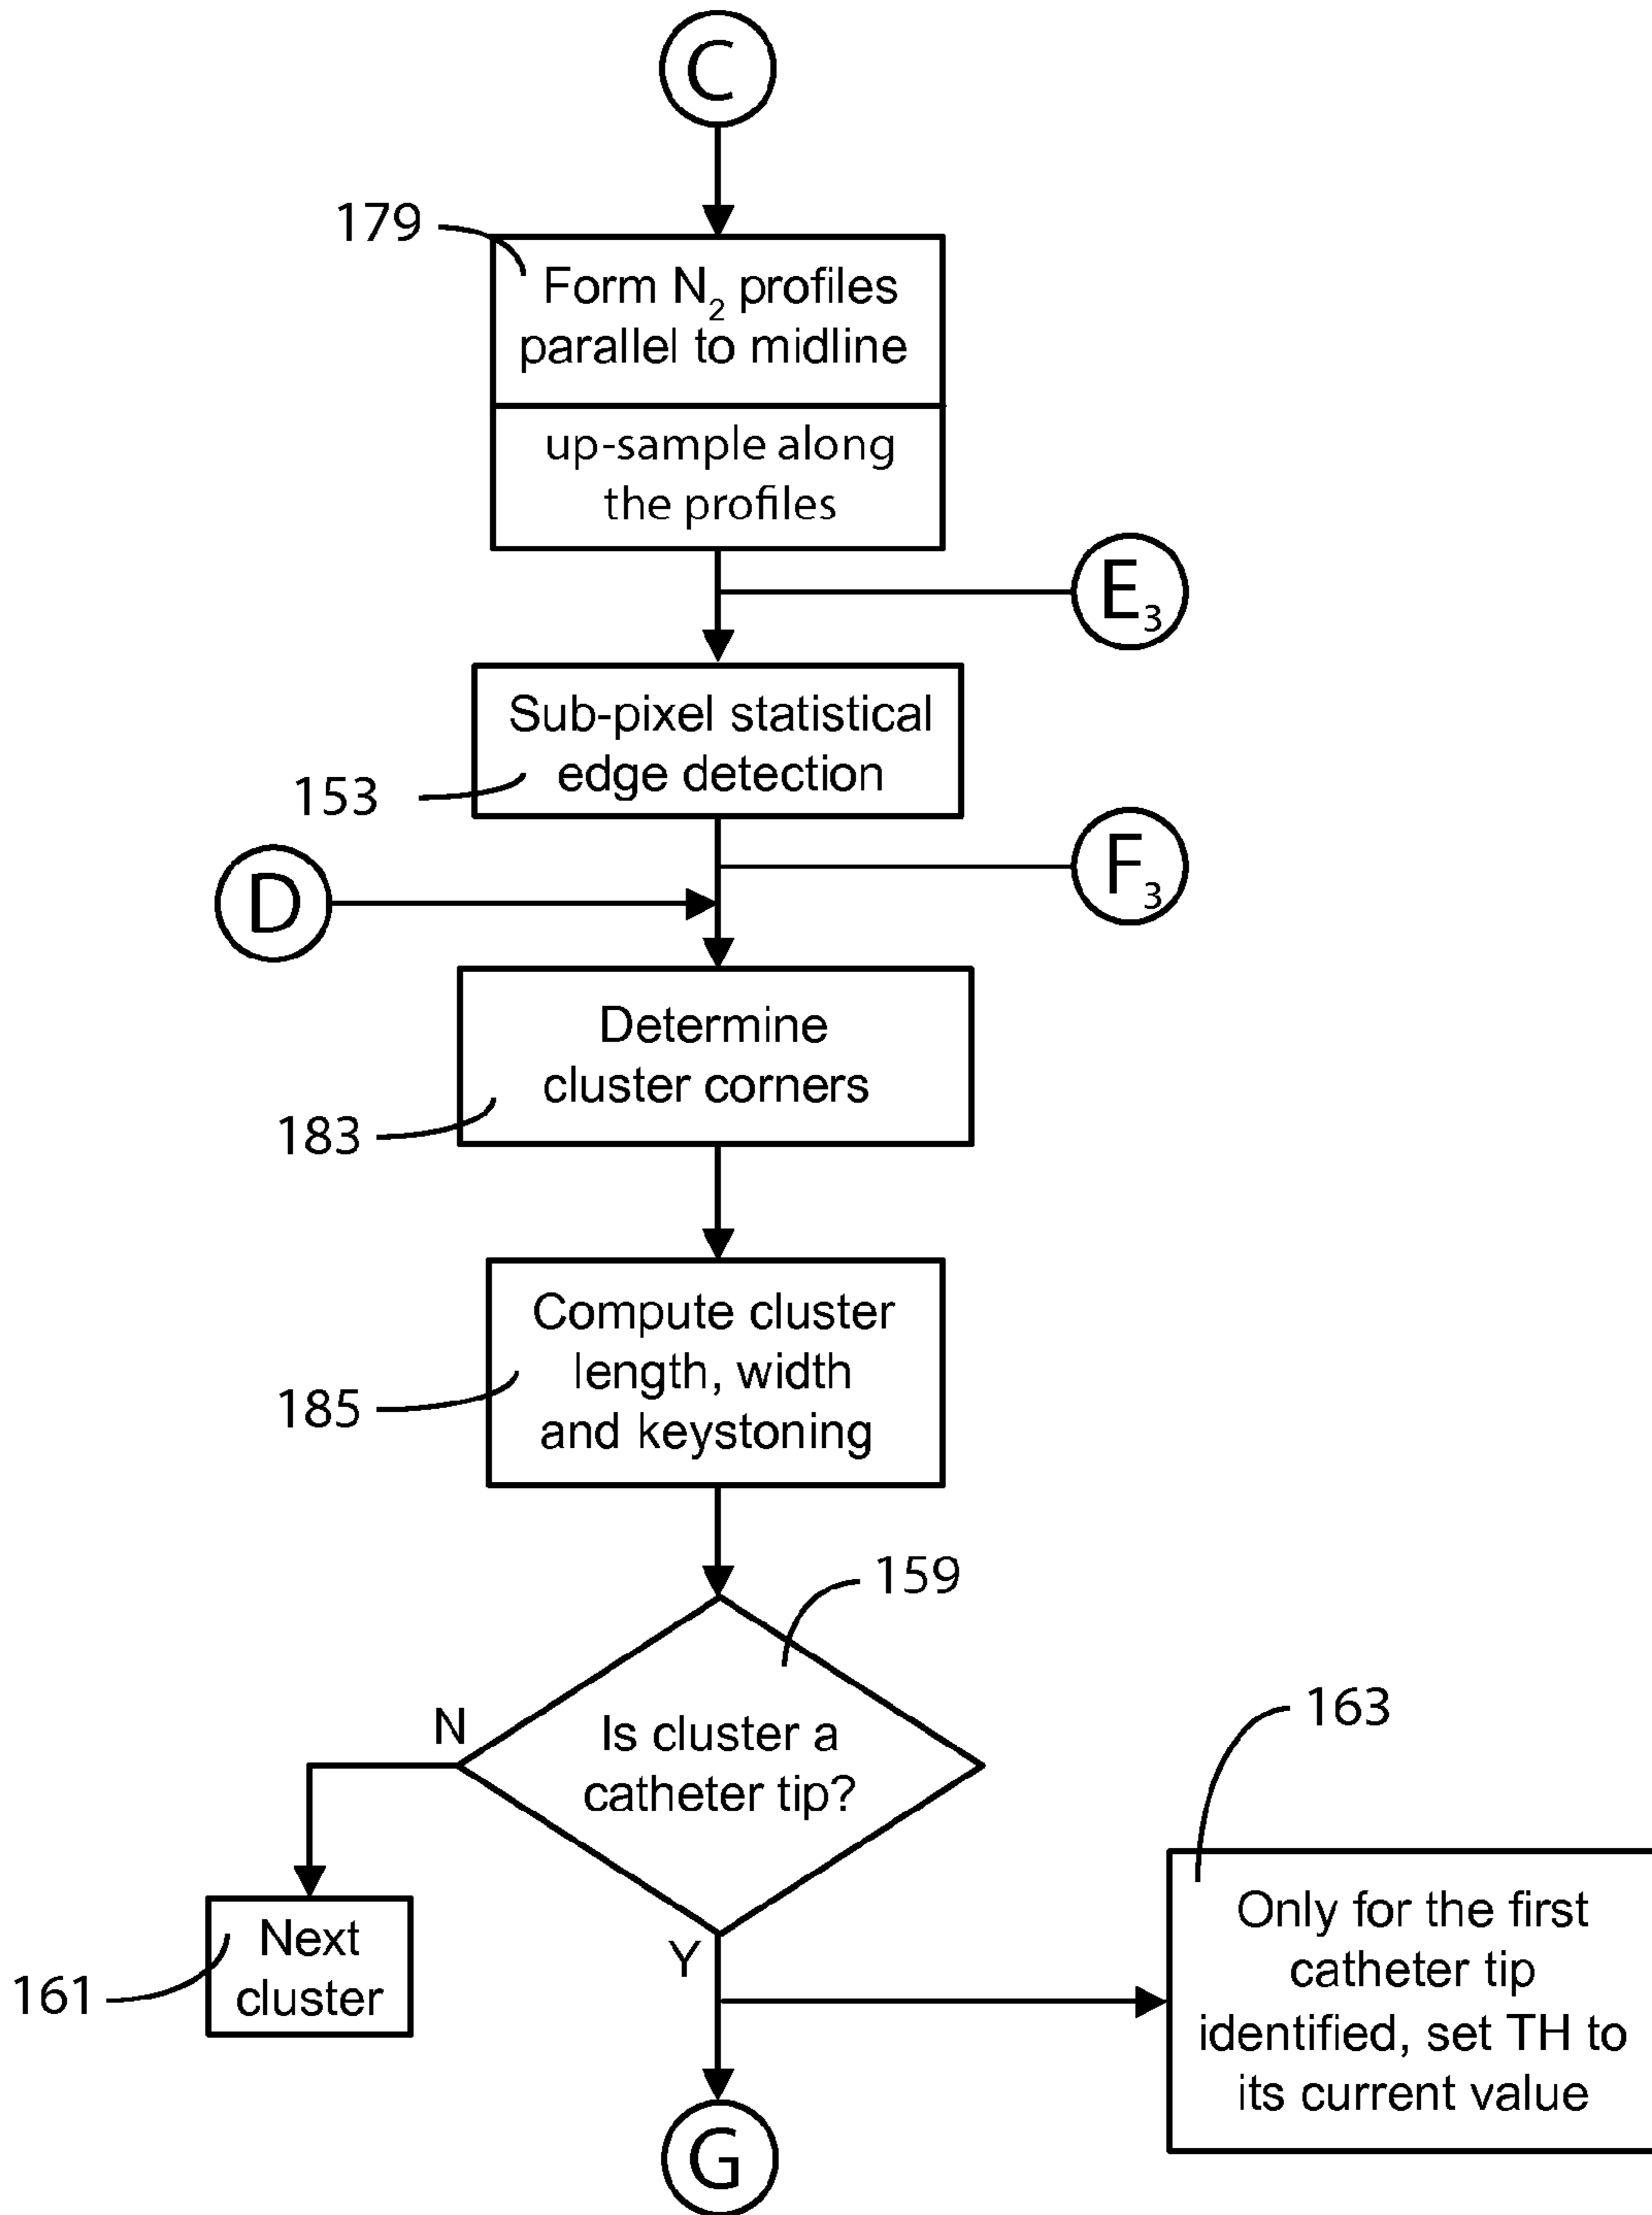 C
179
Form N₂ profiles
parallel to midline
up-sample along
the profiles
E₃
Sub-pixel statistical
edge detection
153
F₃
D
Determine
cluster corners
183
Compute cluster
length, width
and keystoning
185
159
Is cluster a
catheter tip?
N
Y
163
Only for the first
catheter tip
identified, set TH to
its current value
Next
cluster
161
G